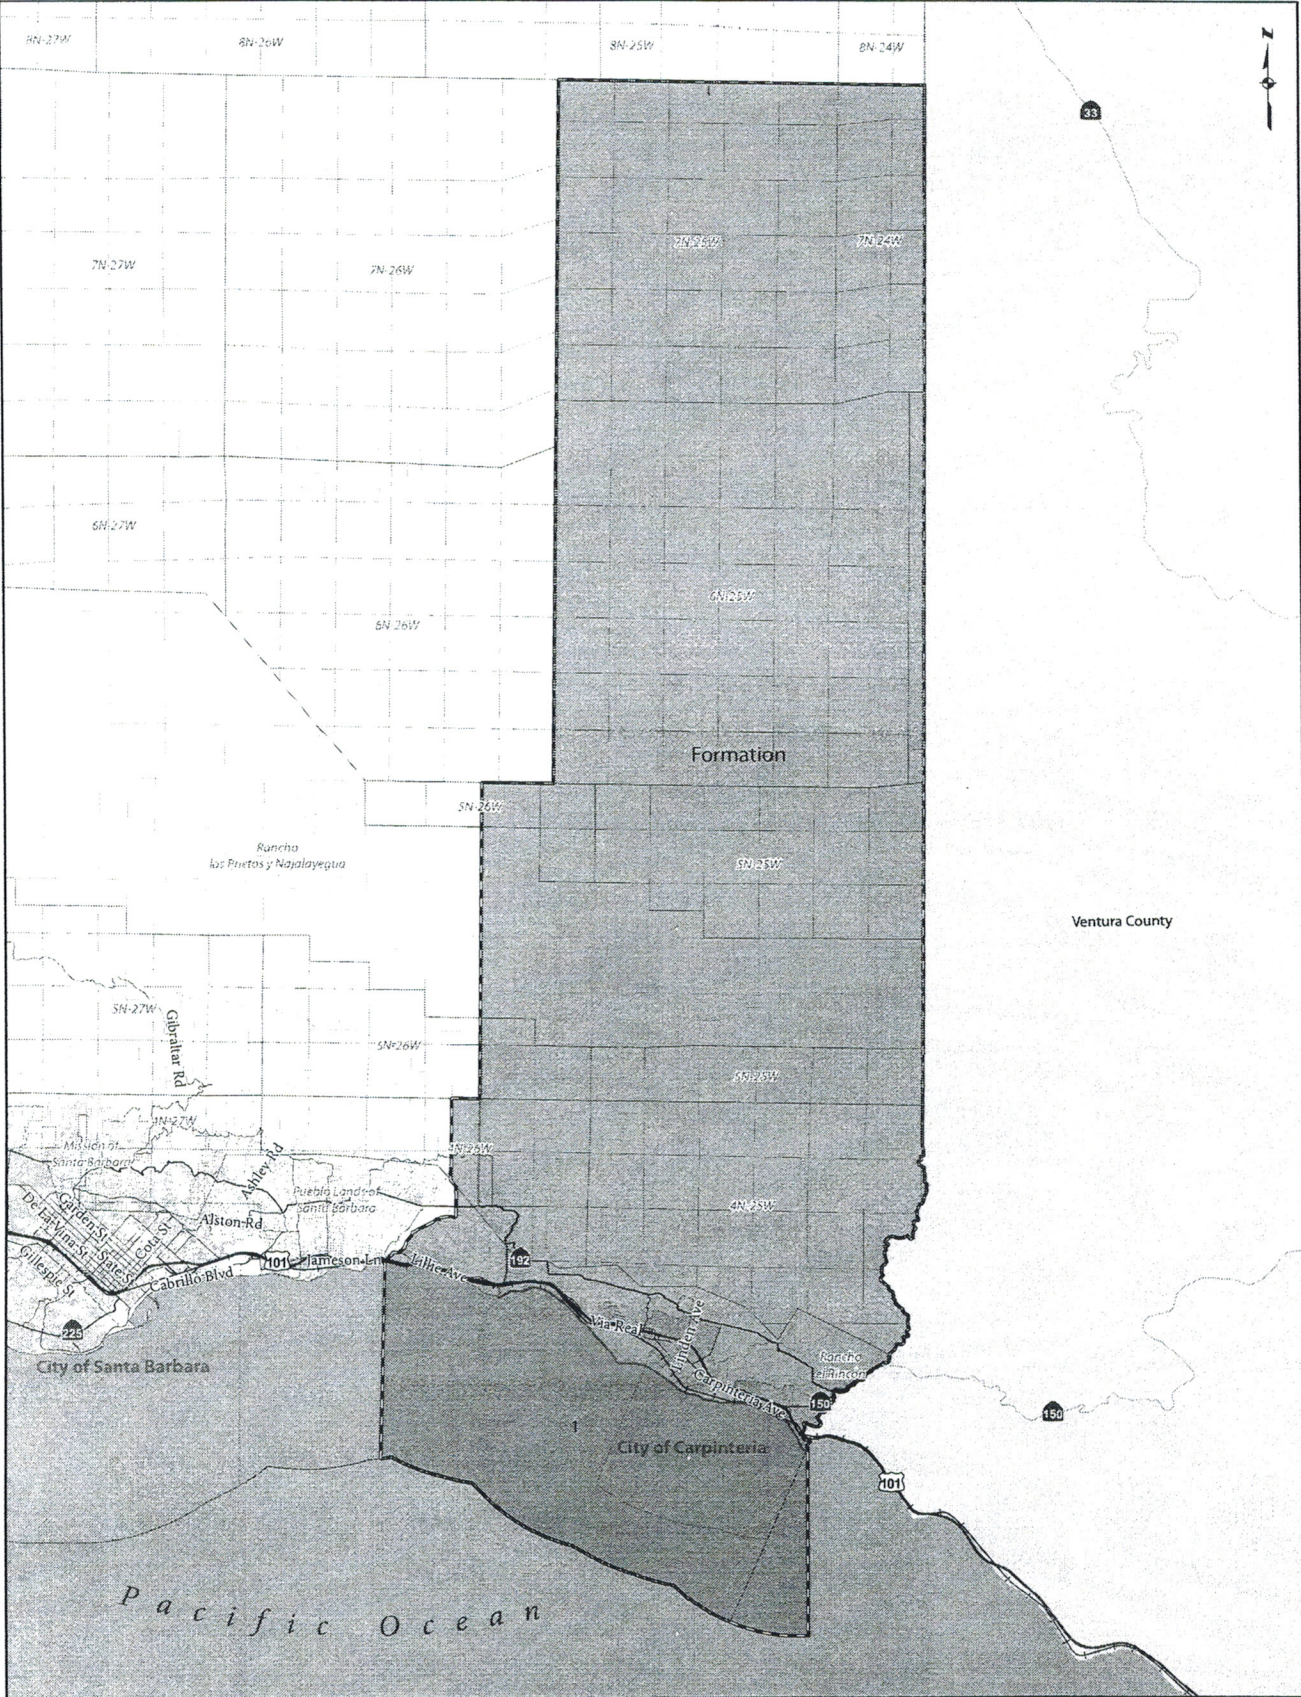 8N-27W
8N-26W
8N-25W
8N-24W
N
33
7N-25W
7N-24W
7N-27W
7N-26W
6N-27W
6N-25W
6N-26W
Formation
5N-26W
Rancho
los Prietos y Najalayegua
5N-25W
Ventura County
5N-27W
Gibraltar Rd
5N-26W
5N-25W
4N-27W
Mission of
Santa Barbara
4N-26W
Ashley Rd
Pueblo Lands of
Santa Barbara
4N-25W
Garden St
De La Vina St
State St
Cota St
Alston Rd
Gillespie St
101
Jameson Ln
Lillie Ave
192
Cabrillo Blvd
225
City of Santa Barbara
Via Real
Linden Ave
Rancho
el Rincon
Carpinteria Ave
150
150
1
City of Carpinteria
101
Pacific Ocean